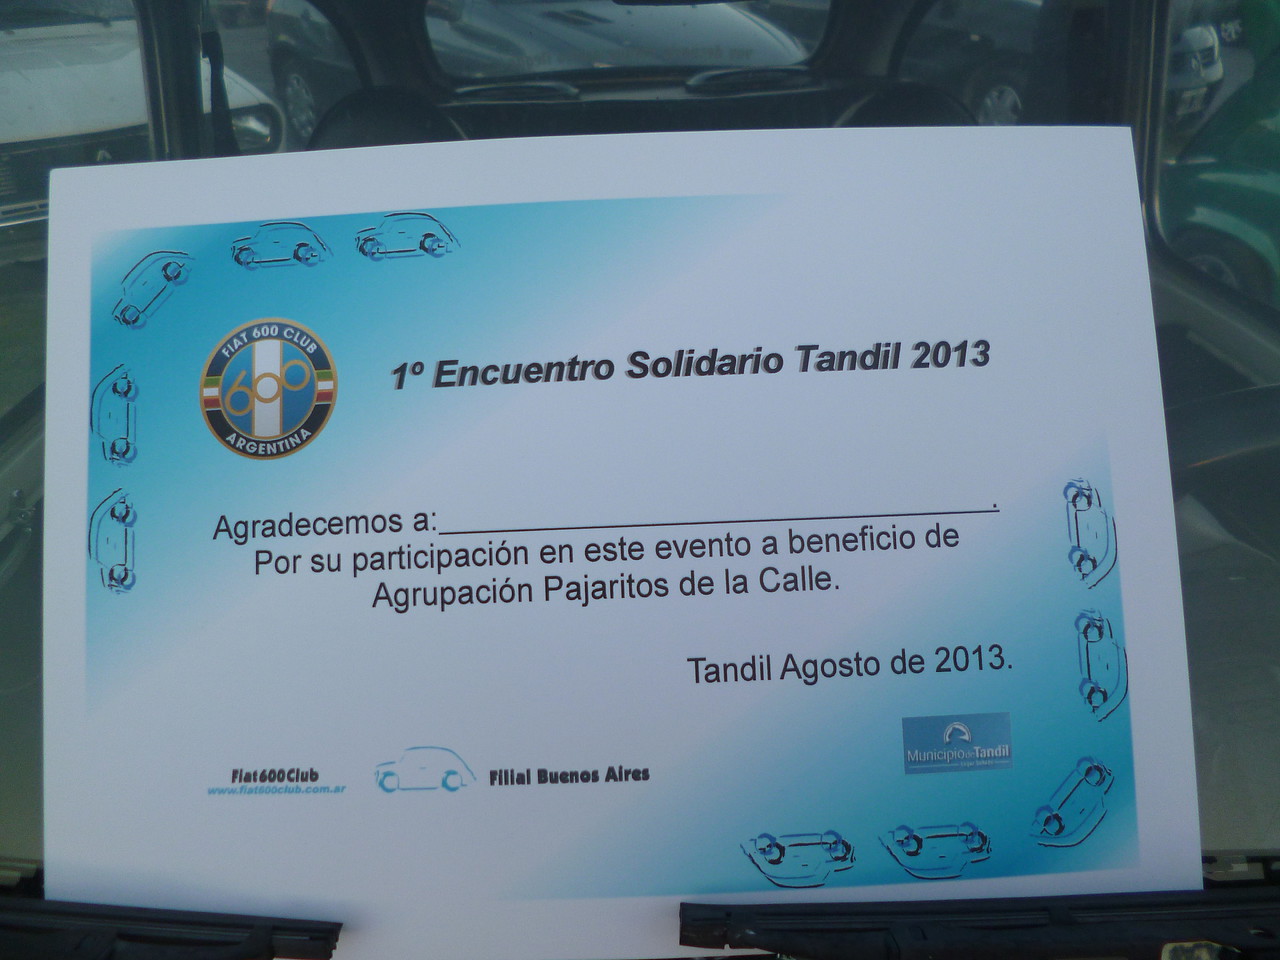 FIAT 600 CLUB
600
ARGENTINA
1º Encuentro Solidario Tandil 2013
Agradecemos a:______________________________.
Por su participación en este evento a beneficio de
Agrupación Pajaritos de la Calle.
Tandil Agosto de 2013.
Municipio de Tandil
Fiat600Club
www.fiat600club.com.ar
Filial Buenos Aires